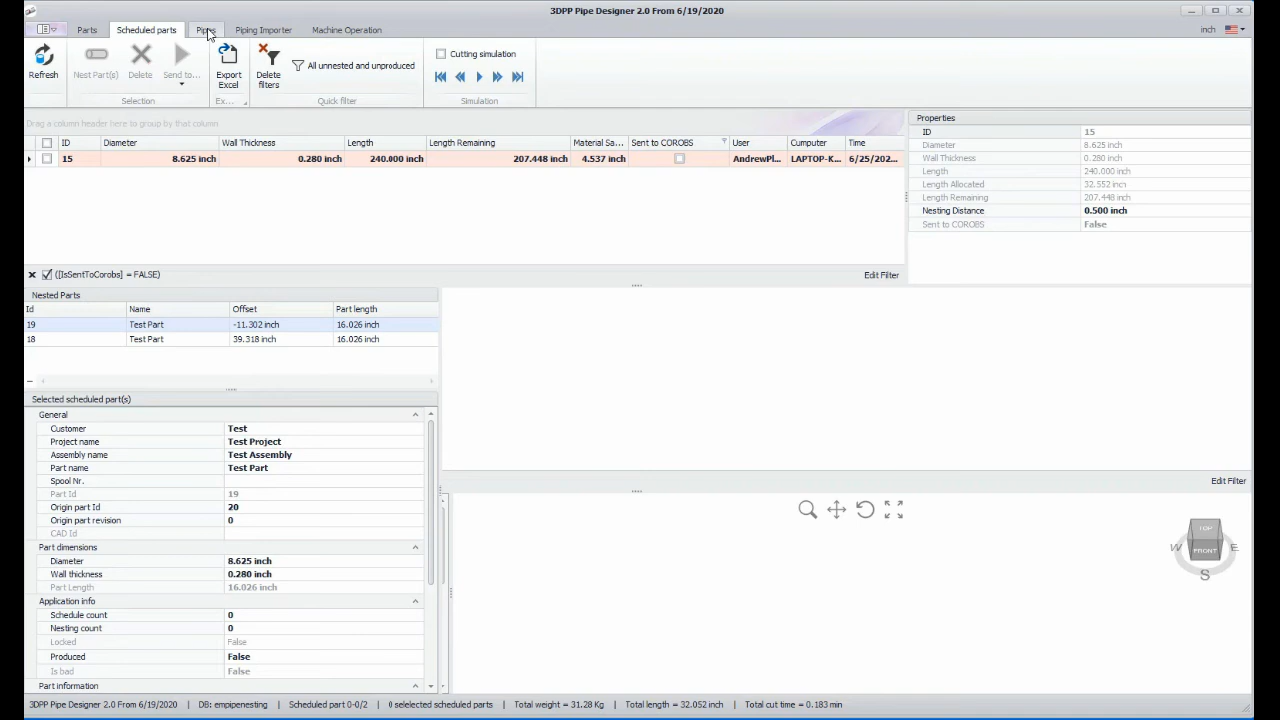 3DPP Pipe Designer 2.0 From 6/19/2020
Parts Scheduled parts Pipes Piping Importer Machine Operation inch
Refresh Nest Part(s) Delete Send to... Export Excel Delete filters All unnested and unproduced Cutting simulation
Selection Ex... Quick filter Simulation
Drag a column header here to group by that column
ID Diameter Wall Thickness Length Length Remaining Material Sa... Sent to COROBS User Computer Time
15 8.625 inch 0.280 inch 240.000 inch 207.448 inch 4.537 inch AndrewPl... LAPTOP-K... 6/25/202...
Properties
ID 15
Diameter 8.625 inch
Wall Thickness 0.280 inch
Length 240.000 inch
Length Allocated 32.552 inch
Length Remaining 207.448 inch
Nesting Distance 0.500 inch
Sent to COROBS False
([IsSentToCorobs] = FALSE) Edit Filter
Nested Parts
Id Name Offset Part length
19 Test Part -11.302 inch 16.026 inch
18 Test Part 39.318 inch 16.026 inch
Selected scheduled part(s)
General
Customer Test
Project name Test Project
Assembly name Test Assembly
Part name Test Part
Spool Nr.
Part Id 19
Origin part Id 20
Origin part revision 0
CAD Id
Part dimensions
Diameter 8.625 inch
Wall thickness 0.280 inch
Part Length 16.026 inch
Application info
Schedule count 0
Nesting count 0
Locked False
Produced False
Is bad False
Part information
Edit Filter
TOP
W FRONT E
S
3DPP Pipe Designer 2.0 From 6/19/2020 DB: empipenesting Scheduled part 0-0/2 0 selected scheduled parts Total weight = 31.28 Kg Total length = 32.052 inch Total cut time = 0.183 min